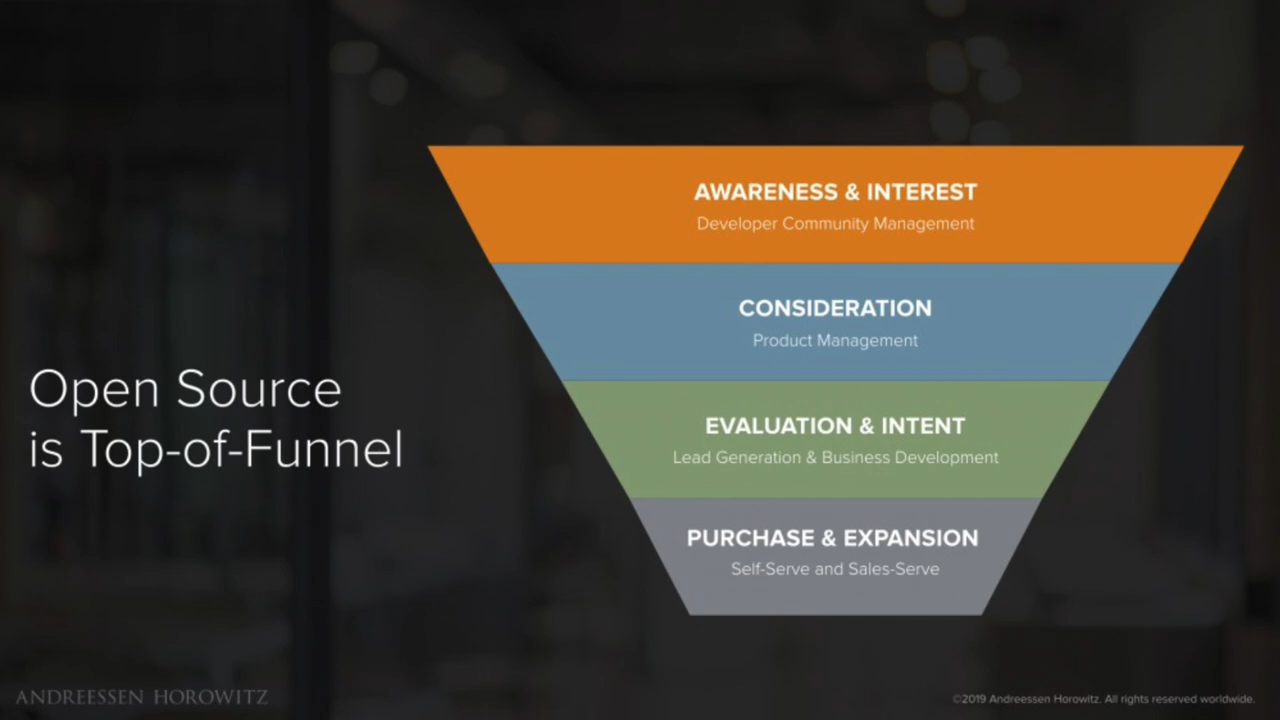 Open Source
is Top-of-Funnel
AWARENESS & INTEREST
Developer Community Management
CONSIDERATION
Product Management
EVALUATION & INTENT
Lead Generation & Business Development
PURCHASE & EXPANSION
Self-Serve and Sales-Serve
ANDREESSEN HOROWITZ
©2019 Andreessen Horowitz. All rights reserved worldwide.